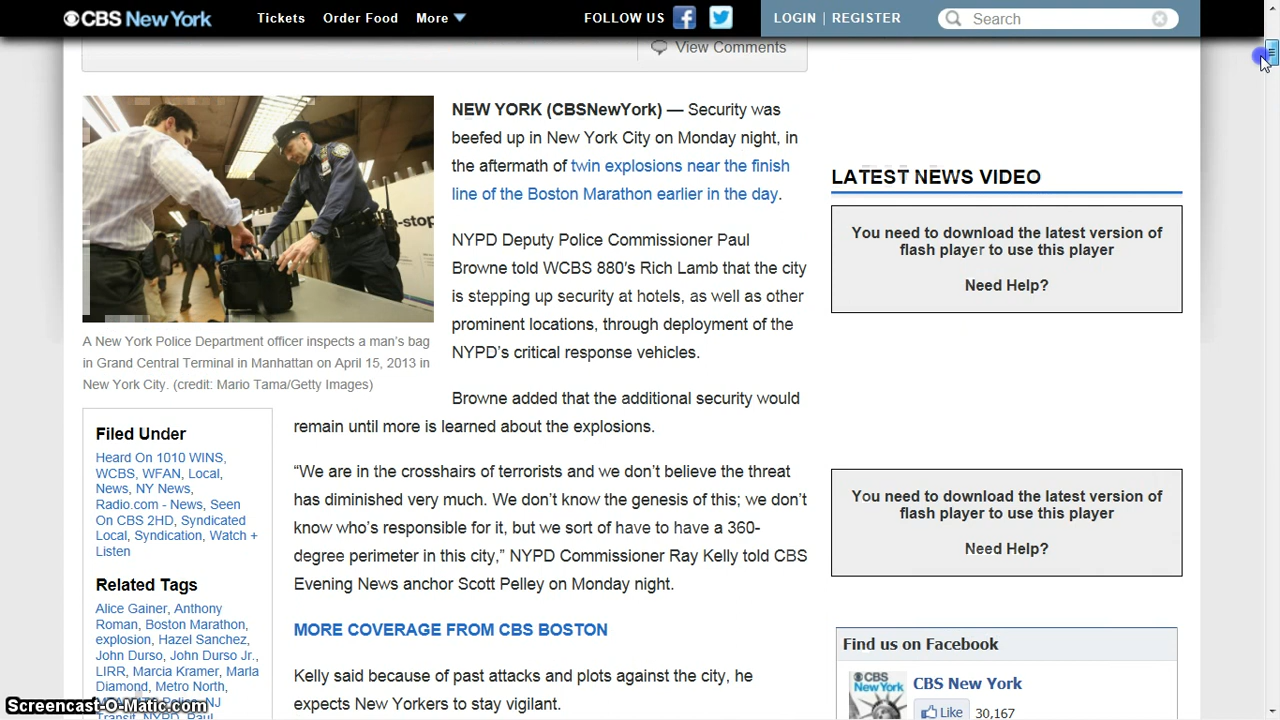 CBS New York
Tickets
Order Food
More
FOLLOW US
LOGIN | REGISTER
Search
View Comments
NEW YORK (CBSNewYork) — Security was
beefed up in New York City on Monday night, in
the aftermath of twin explosions near the finish
line of the Boston Marathon earlier in the day.
NYPD Deputy Police Commissioner Paul
Browne told WCBS 880's Rich Lamb that the city
is stepping up security at hotels, as well as other
prominent locations, through deployment of the
NYPD’s critical response vehicles.
Browne added that the additional security would
remain until more is learned about the explosions.
“We are in the crosshairs of terrorists and we don’t believe the threat
has diminished very much. We don’t know the genesis of this; we don’t
know who’s responsible for it, but we sort of have to have a 360-
degree perimeter in this city,” NYPD Commissioner Ray Kelly told CBS
Evening News anchor Scott Pelley on Monday night.
MORE COVERAGE FROM CBS BOSTON
Kelly said because of past attacks and plots against the city, he
expects New Yorkers to stay vigilant.
-stop
A New York Police Department officer inspects a man’s bag
in Grand Central Terminal in Manhattan on April 15, 2013 in
New York City. (credit: Mario Tama/Getty Images)
Filed Under
Heard On 1010 WINS,
WCBS, WFAN, Local,
News, NY News,
Radio.com - News, Seen
On CBS 2HD, Syndicated
Local, Syndication, Watch +
Listen
Related Tags
Alice Gainer, Anthony
Roman, Boston Marathon,
explosion, Hazel Sanchez,
John Durso, John Durso Jr.,
LIRR, Marcia Kramer, Marla
Diamond, Metro North,
NJ
Transit, NYPD, Paul
LATEST NEWS VIDEO
You need to download the latest version of
flash player to use this player
Need Help?
You need to download the latest version of
flash player to use this player
Need Help?
Find us on Facebook
CBS New York
Like 30,167
CBS
New York
Screencast-O-Matic.com